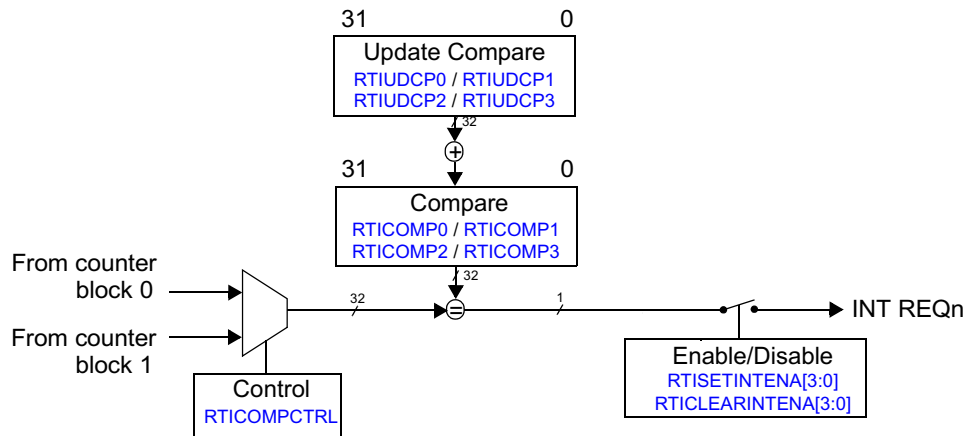 31 0
Update Compare
RTIUDCP0 / RTIUDCP1
RTIUDCP2 / RTIUDCP3
32
+
31 0
Compare
RTICOMP0 / RTICOMP1
RTICOMP2 / RTICOMP3
32
From counter
block 0
32
=
1
INT REQn
From counter
block 1
Control
RTICOMPCTRL
Enable/Disable
RTISETINTENA[3:0]
RTICLEARINTENA[3:0]